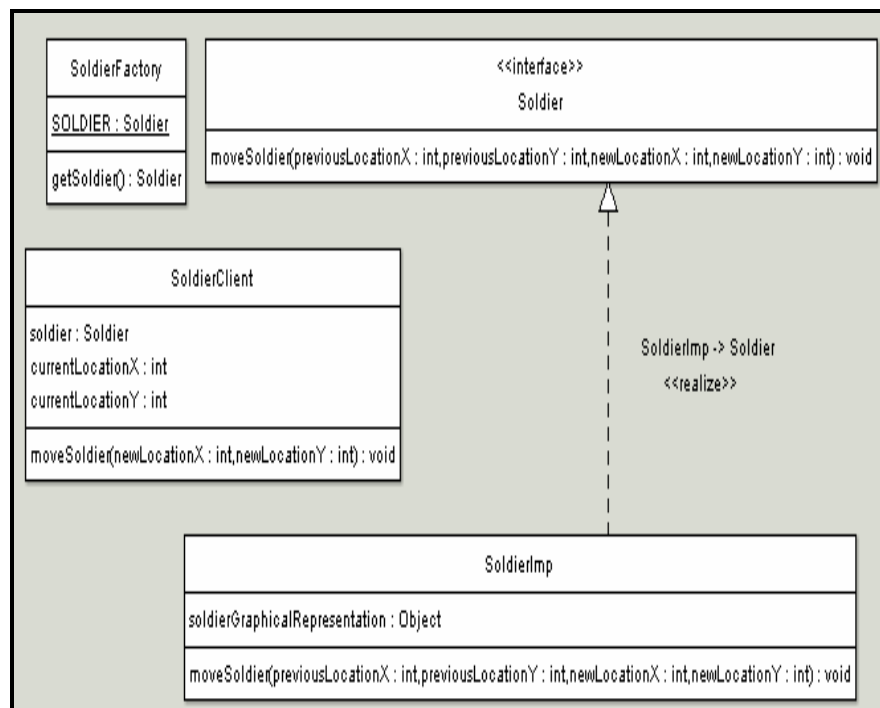 SoldierFactory
SOLDIER : Soldier
getSoldier() : Soldier
<<interface>>
Soldier
moveSoldier(previousLocationX : int,previousLocationY : int,newLocationX : int,newLocationY : int) : void
SoldierClient
soldier : Soldier
currentLocationX : int
currentLocationY : int
moveSoldier(newLocationX : int,newLocationY : int) : void
SoldierImp -> Soldier
<<realize>>
SoldierImp
soldierGraphicalRepresentation : Object
moveSoldier(previousLocationX : int,previousLocationY : int,newLocationX : int,newLocationY : int) : void